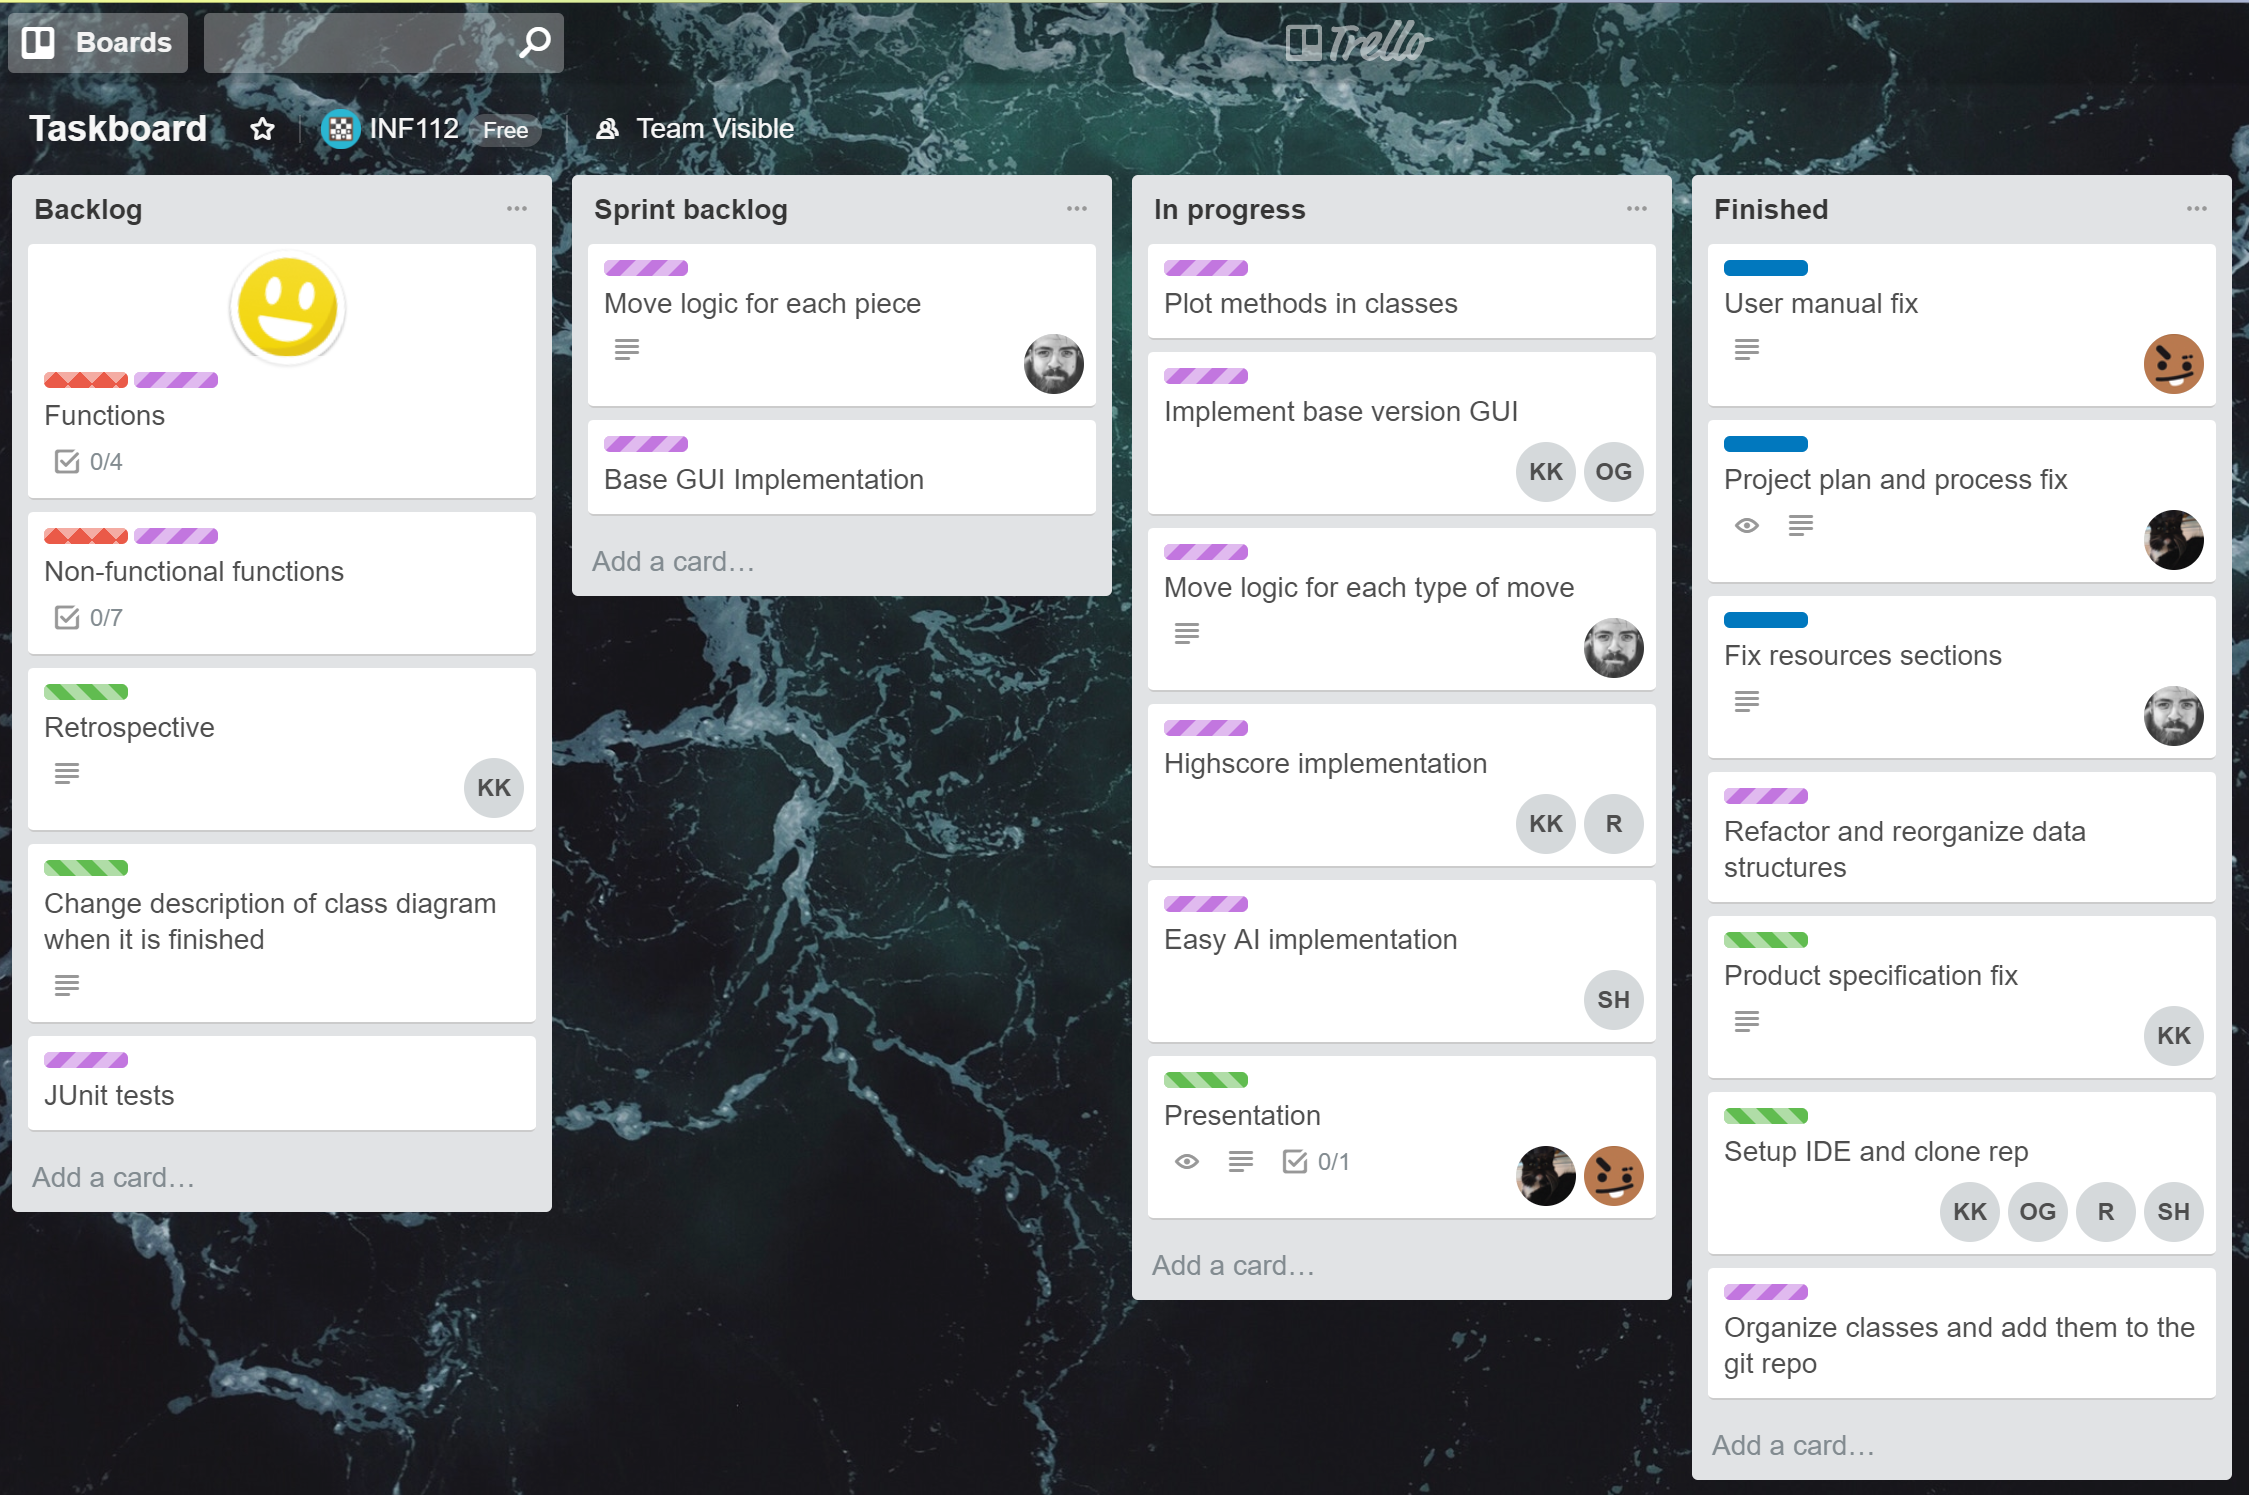 Boards
Trello
Taskboard
INF112
Free
Team Visible
Backlog
Functions
0/4
Non-functional functions
0/7
Retrospective
KK
Change description of class diagram
when it is finished
JUnit tests
Add a card…
Sprint backlog
Move logic for each piece
Base GUI Implementation
Add a card…
In progress
Plot methods in classes
Implement base version GUI
KK OG
Move logic for each type of move
Highscore implementation
KK R
Easy AI implementation
SH
Presentation
0/1
Add a card…
Finished
User manual fix
Project plan and process fix
Fix resources sections
Refactor and reorganize data
structures
Product specification fix
KK
Setup IDE and clone rep
KK OG R SH
Organize classes and add them to the
git repo
Add a card…